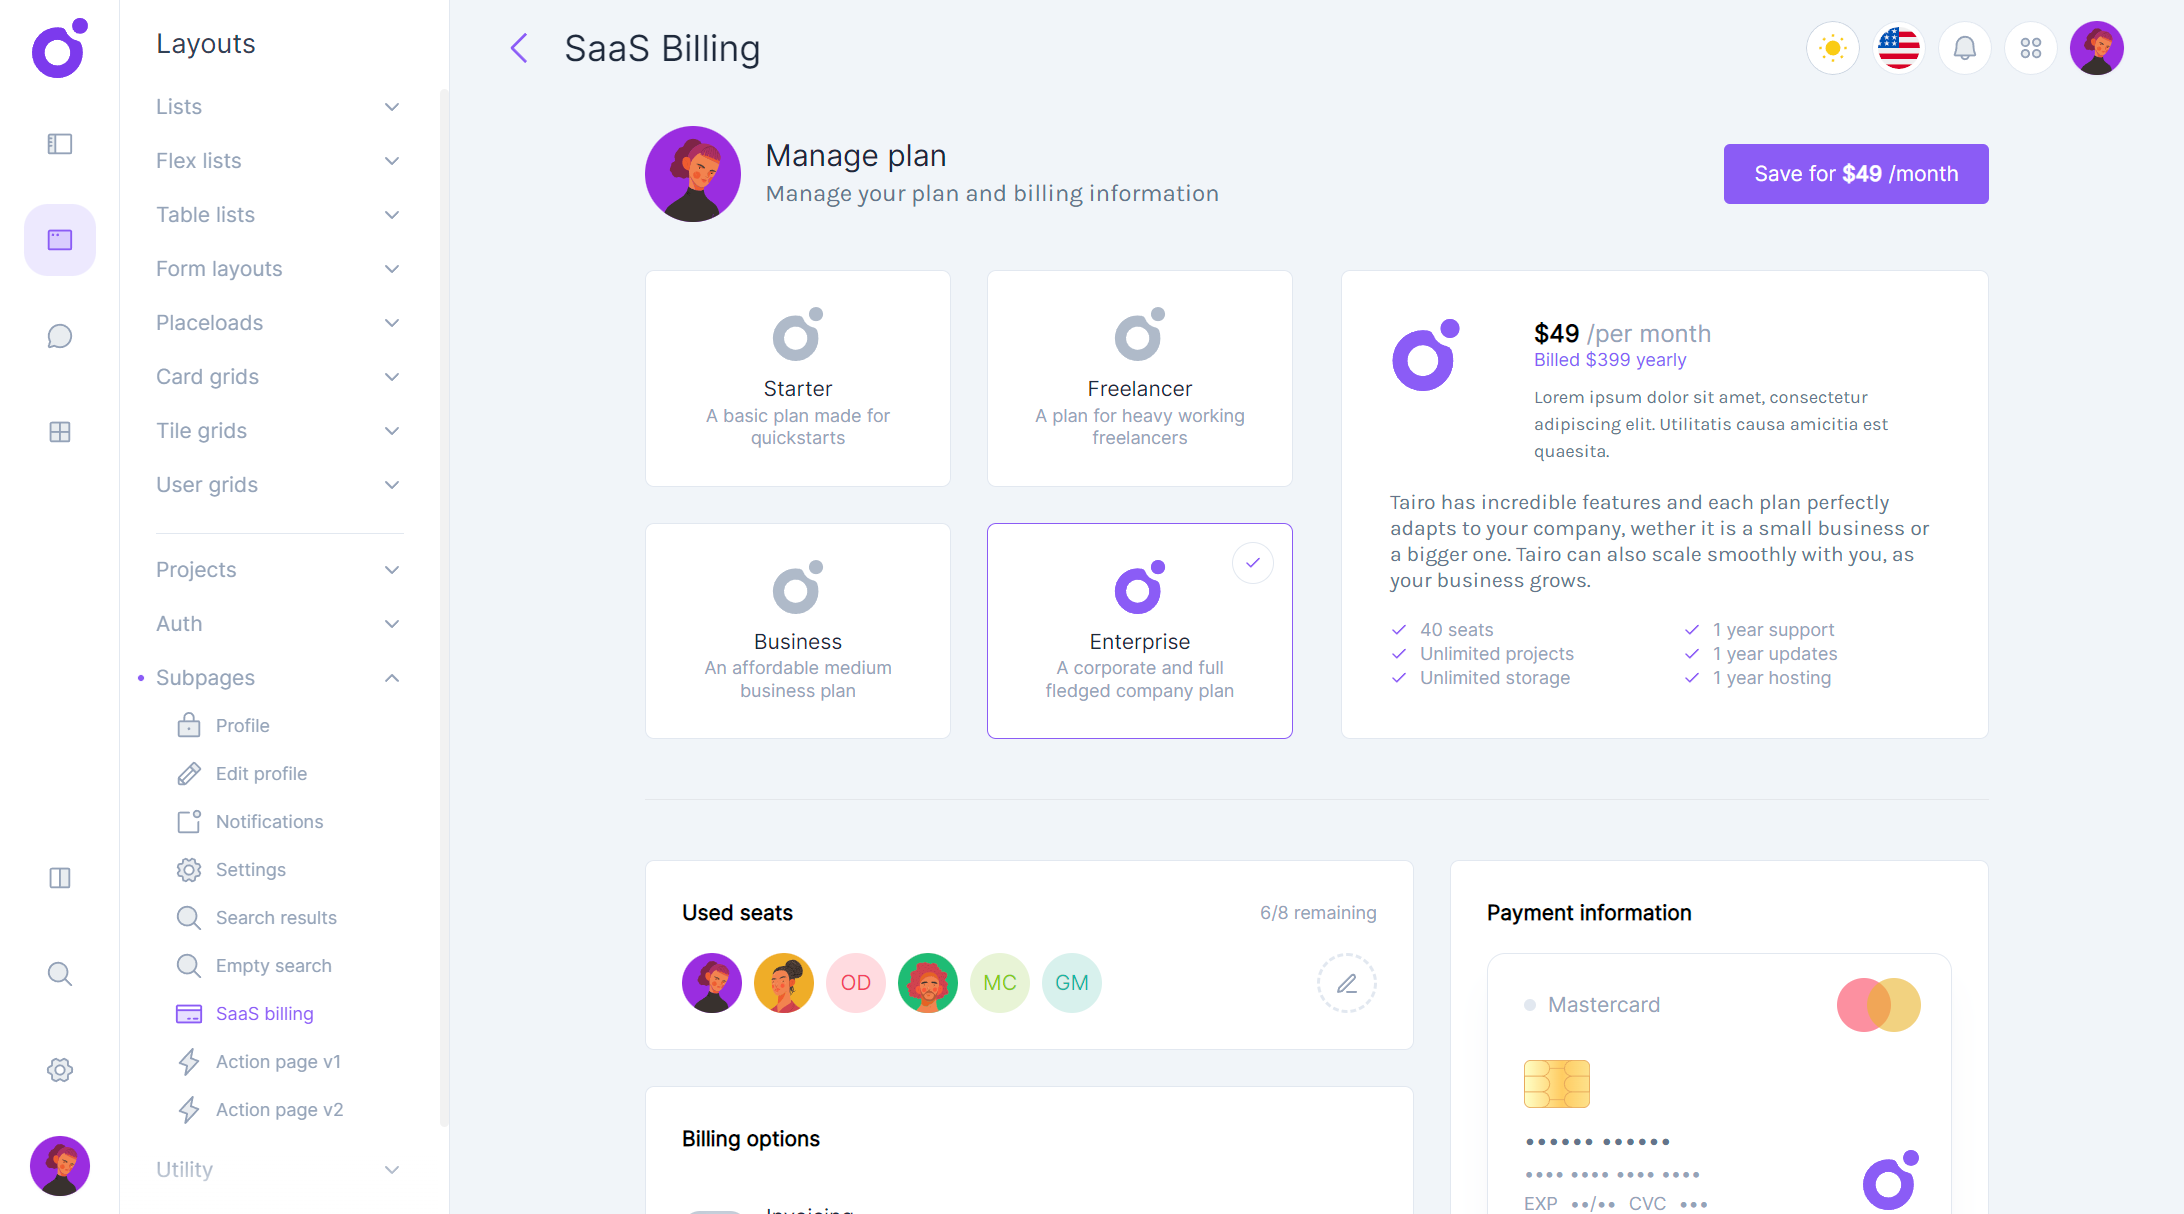 Layouts
Lists
Flex lists
Table lists
Form layouts
Placeloads
Card grids
Tile grids
User grids
Projects
Auth
Subpages
Profile
Edit profile
Notifications
Settings
Search results
Empty search
SaaS billing
Action page v1
Action page v2
Utility
SaaS Billing
Manage plan
Manage your plan and billing information
Save for $49 /month
Starter
A basic plan made for
quickstarts
Freelancer
A plan for heavy working
freelancers
Business
An affordable medium
business plan
Enterprise
A corporate and full
fledged company plan
$49 /per month
Billed $399 yearly
Lorem ipsum dolor sit amet, consectetur
adipiscing elit. Utilitatis causa amicitia est
quaesita.
Tairo has incredible features and each plan perfectly
adapts to your company, wether it is a small business or
a bigger one. Tairo can also scale smoothly with you, as
your business grows.
40 seats
Unlimited projects
Unlimited storage
1 year support
1 year updates
1 year hosting
Used seats
6/8 remaining
OD
MC
GM
Billing options
Invoicing
Payment information
Mastercard
•••••• ••••••
•••• •••• •••• ••••
EXP ••/•• CVC •••